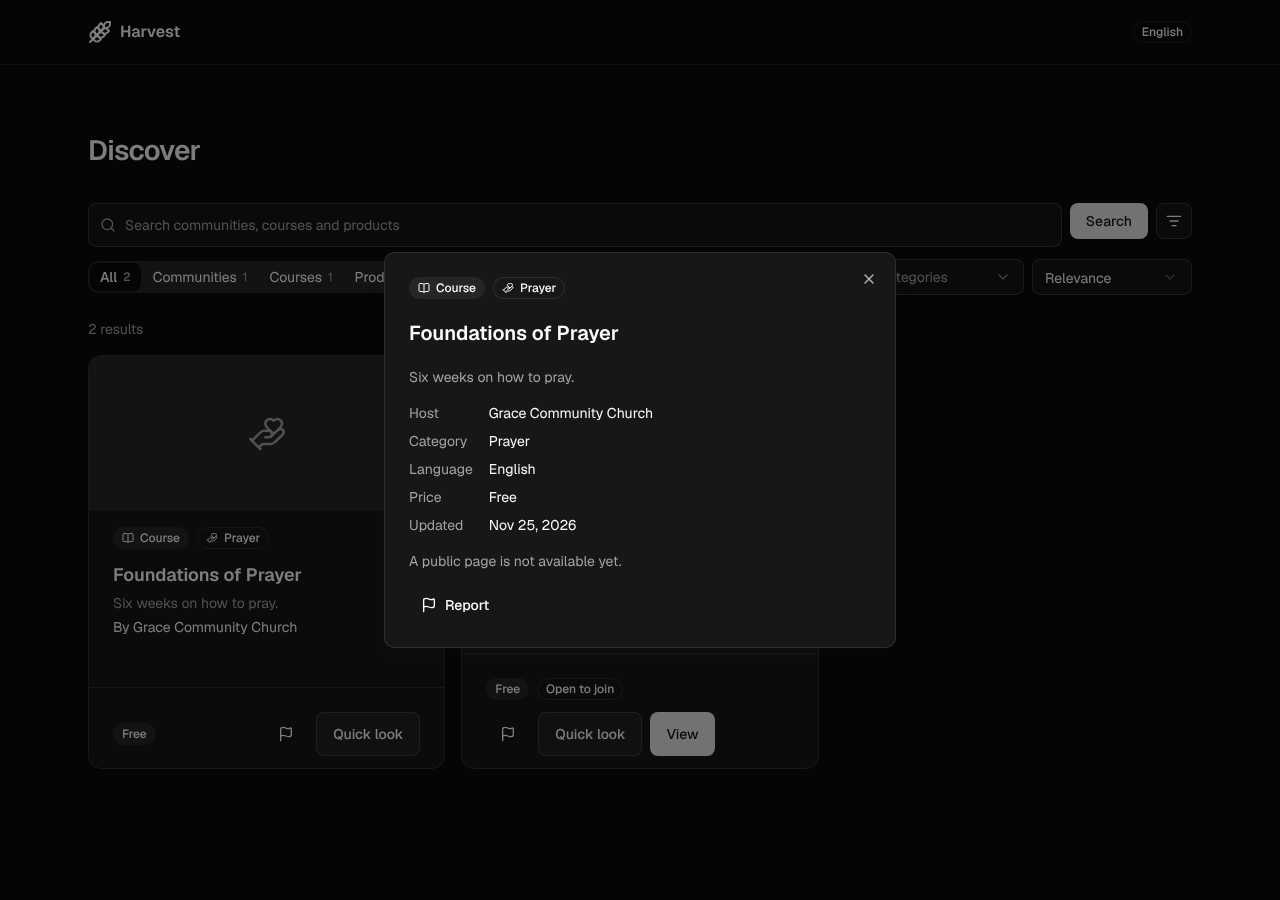 Harvest
English
Discover
Search communities, courses and products
Search
All 2
Communities 1
Courses 1
Prod
tegories
Relevance
2 results
Course
Prayer
Foundations of Prayer
Six weeks on how to pray.
Host Grace Community Church
Category Prayer
Language English
Price Free
Updated Nov 25, 2026
A public page is not available yet.
Report
Course
Prayer
Foundations of Prayer
Six weeks on how to pray.
By Grace Community Church
Free
Quick look
Free
Open to join
Quick look
View